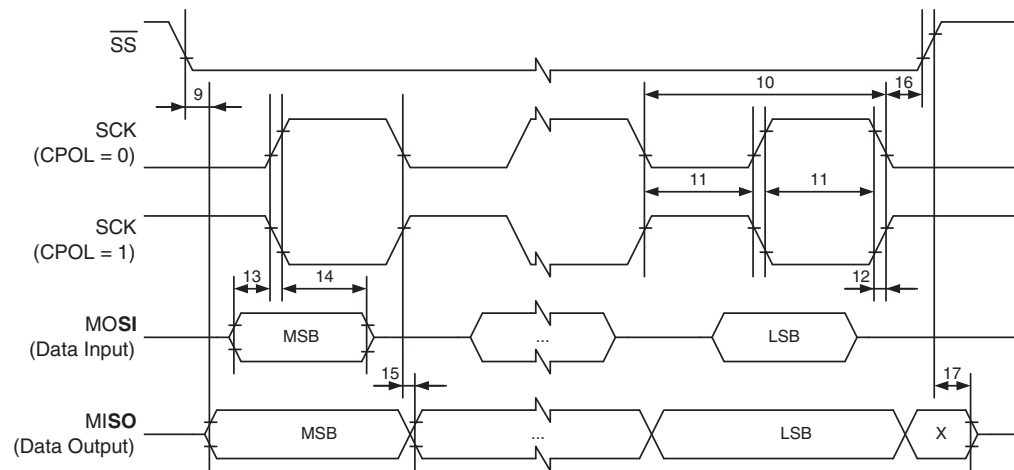 SS
10
9
16
SCK
(CPOL = 0)
11
11
SCK
(CPOL = 1)
13
14
12
MOSI
(Data Input)
MSB
...
LSB
15
17
MISO
(Data Output)
MSB
...
LSB
X